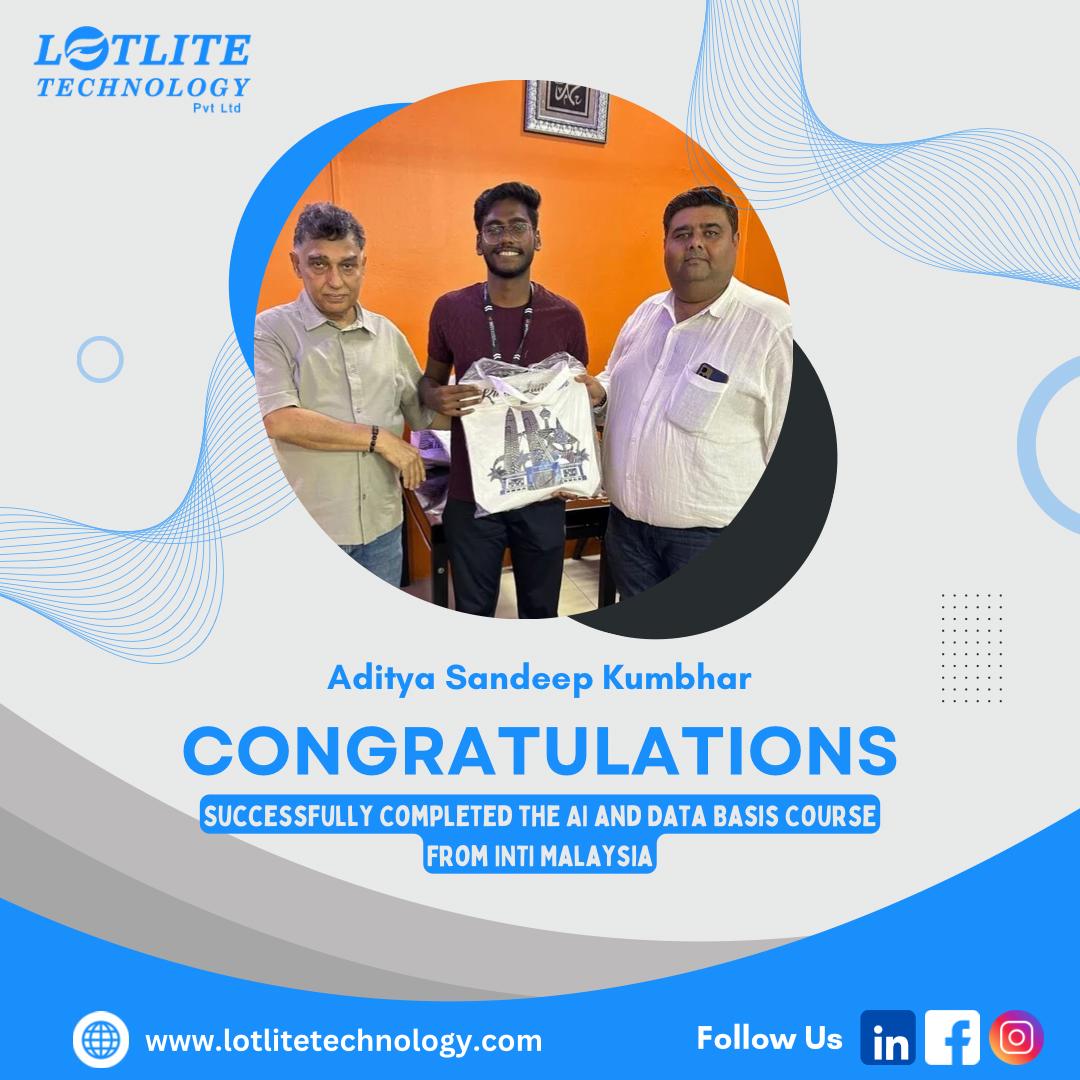 LOTLITE
TECHNOLOGY
Pvt Ltd
Aditya Sandeep Kumbhar
CONGRATULATIONS
SUCCESSFULLY COMPLETED THE AI AND DATA BASIS COURSE
FROM INTI MALAYSIA
www.lotlitetechnology.com
Follow Us
in
f